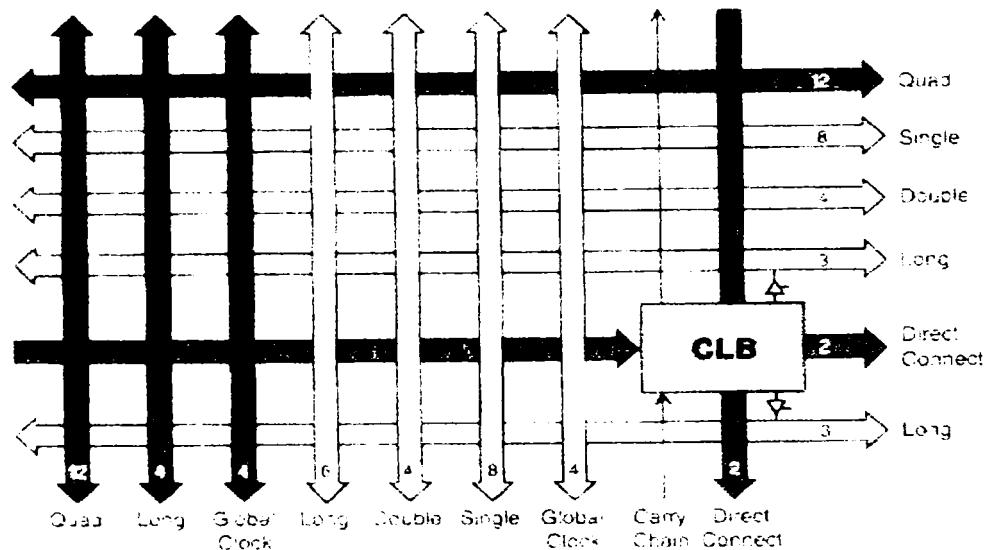 12 Quad
8 Single
4 Double
3 Long
CLB
2 Direct
Connect
3 Long
12 4 4 6 4 8 4 2
Quad Long Global Long Double Single Global Carry Direct
Clock Clock Chain Connect